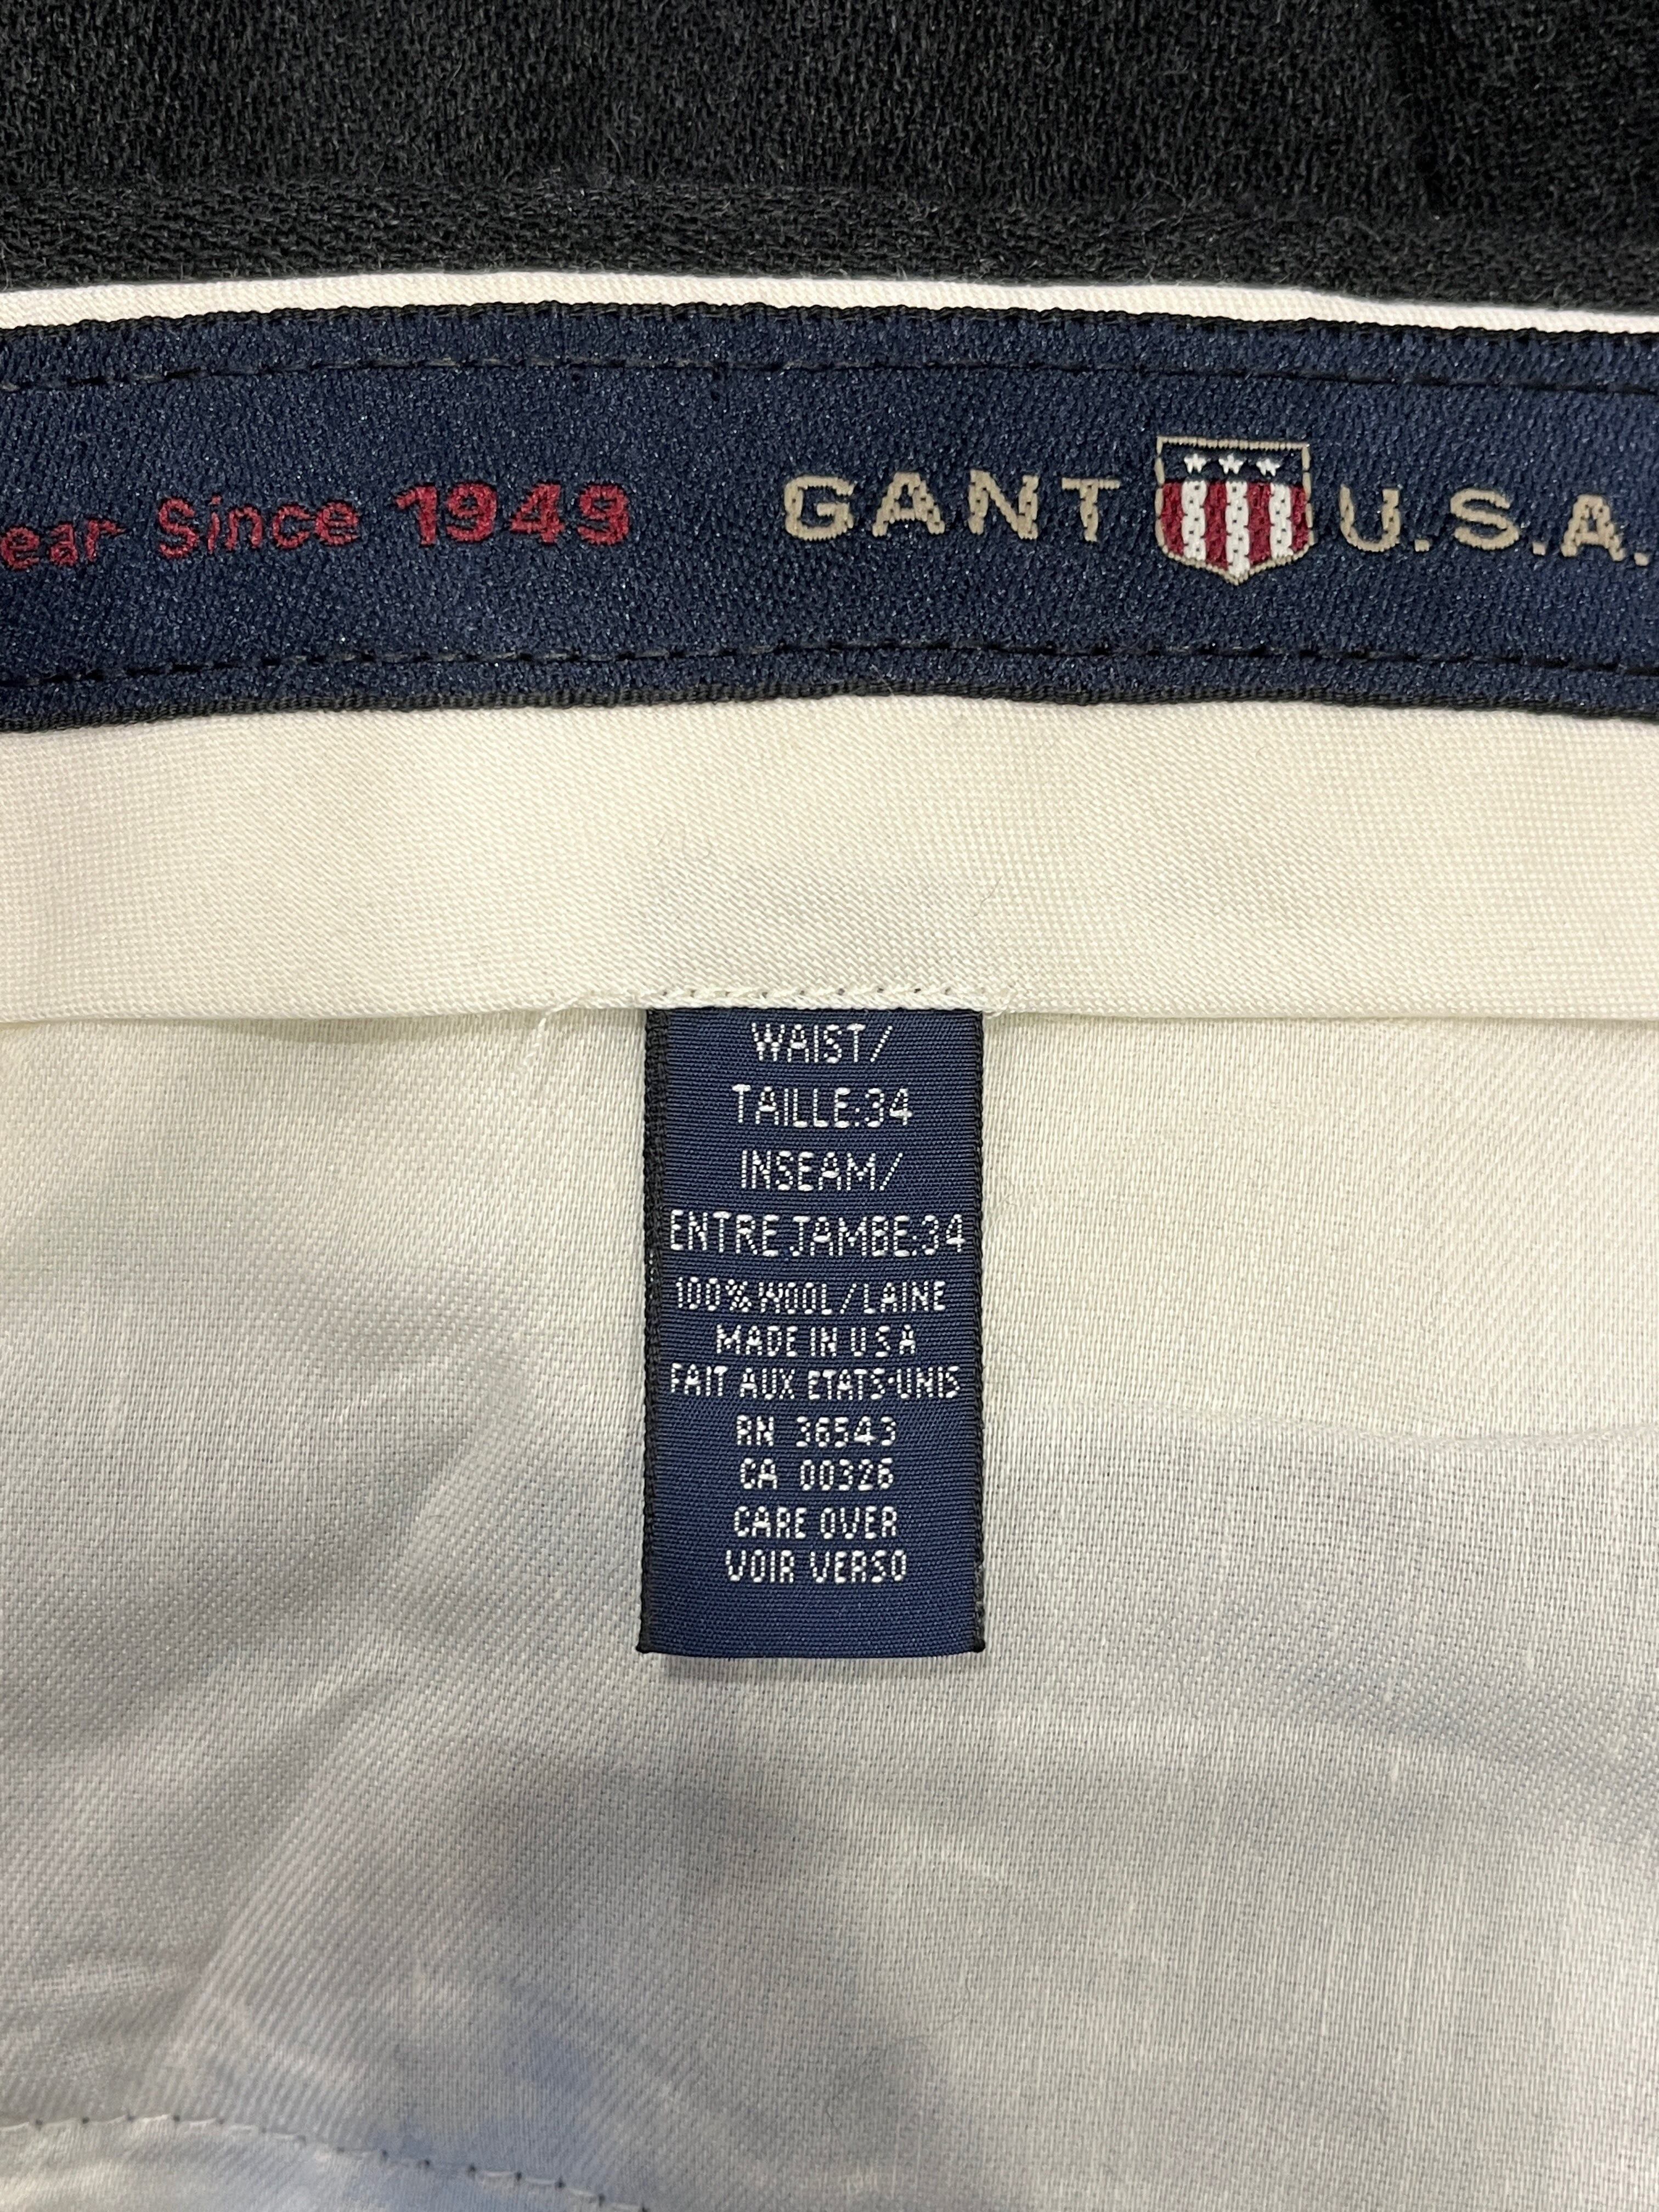 ear Since 1949 GANT U.S.A.
WAIST/
TAILLE:34
INSEAM/
ENTREJAMBE:34
100% WOOL/LAINE
MADE IN U S A
FAIT AUX ETATS-UNIS
RN 36543
CA 00326
CARE OVER
VOIR VERSO